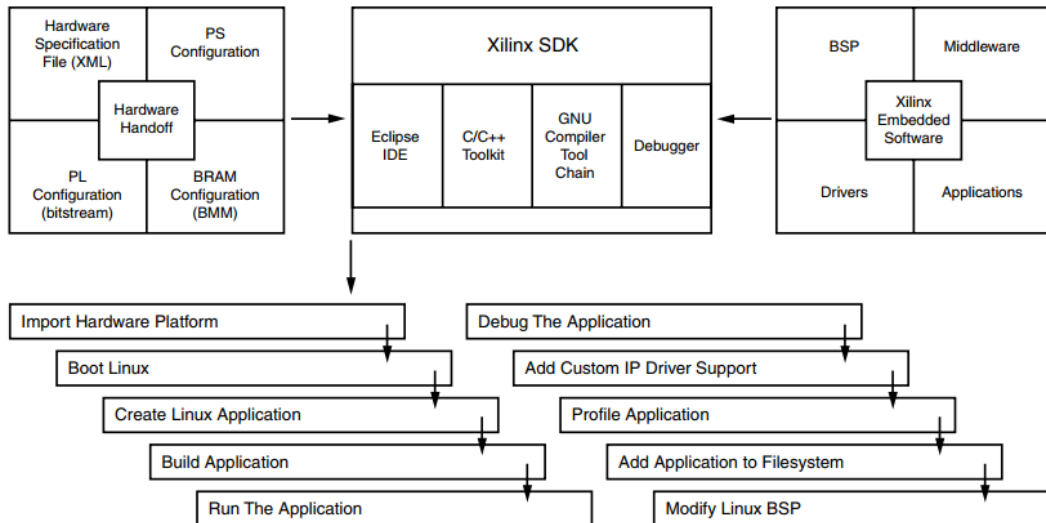 Hardware
Specification
File (XML)
PS
Configuration
Hardware
Handoff
PL
Configuration
(bitstream)
BRAM
Configuration
(BMM)
Xilinx SDK
Eclipse
IDE
C/C++
Toolkit
GNU
Compiler
Tool
Chain
Debugger
BSP
Middleware
Xilinx
Embedded
Software
Drivers
Applications
Import Hardware Platform
Boot Linux
Create Linux Application
Build Application
Run The Application
Debug The Application
Add Custom IP Driver Support
Profile Application
Add Application to Filesystem
Modify Linux BSP